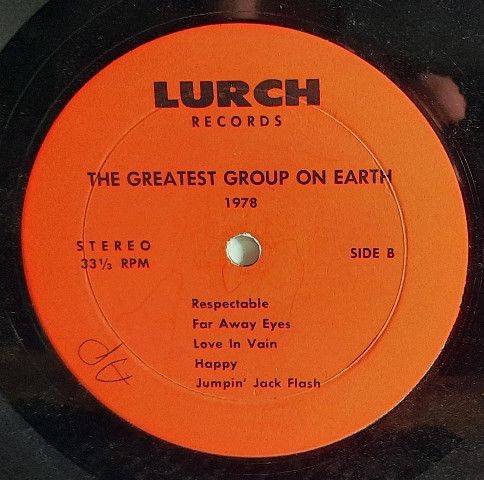 LURCH
RECORDS
THE GREATEST GROUP ON EARTH
1978
STEREO
33⅓ RPM
SIDE B
Respectable
Far Away Eyes
Love In Vain
Happy
Jumpin' Jack Flash